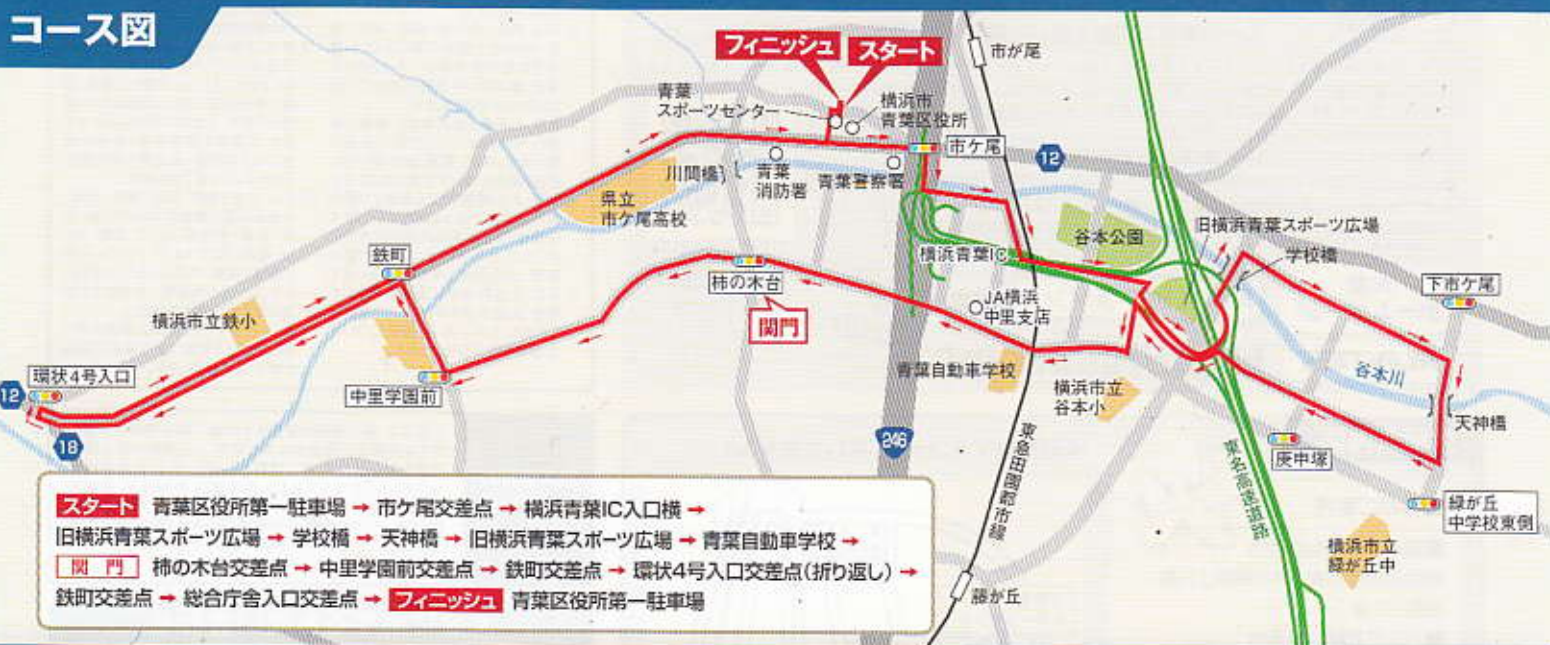 コース図
フィニッシュ
スタート
市が尾
青葉
スポーツセンター
横浜市
青葉区役所
市ケ尾
12
川間橋
青葉
消防署
青葉警察署
県立
市ケ尾高校
谷本公園
旧横浜青葉スポーツ広場
学校橋
横浜青葉IC
鉄町
柿の木台
関門
JA横浜
中里支店
下市ケ尾
横浜市立鉄小
環状4号入口
12
18
中里学園前
青葉自動車学校
横浜市立
谷本小
谷本川
天神橋
246
東急田園都市線
東名高速道路
庚申塚
緑が丘
中学校東側
横浜市立
緑が丘中
藤が丘
スタート 青葉区役所第一駐車場 → 市ケ尾交差点 → 横浜青葉IC入口横 →
旧横浜青葉スポーツ広場 → 学校橋 → 天神橋 → 旧横浜青葉スポーツ広場 → 青葉自動車学校 →
関門 柿の木台交差点 → 中里学園前交差点 → 鉄町交差点 → 環状4号入口交差点(折り返し) →
鉄町交差点 → 総合庁舎入口交差点 → フィニッシュ 青葉区役所第一駐車場